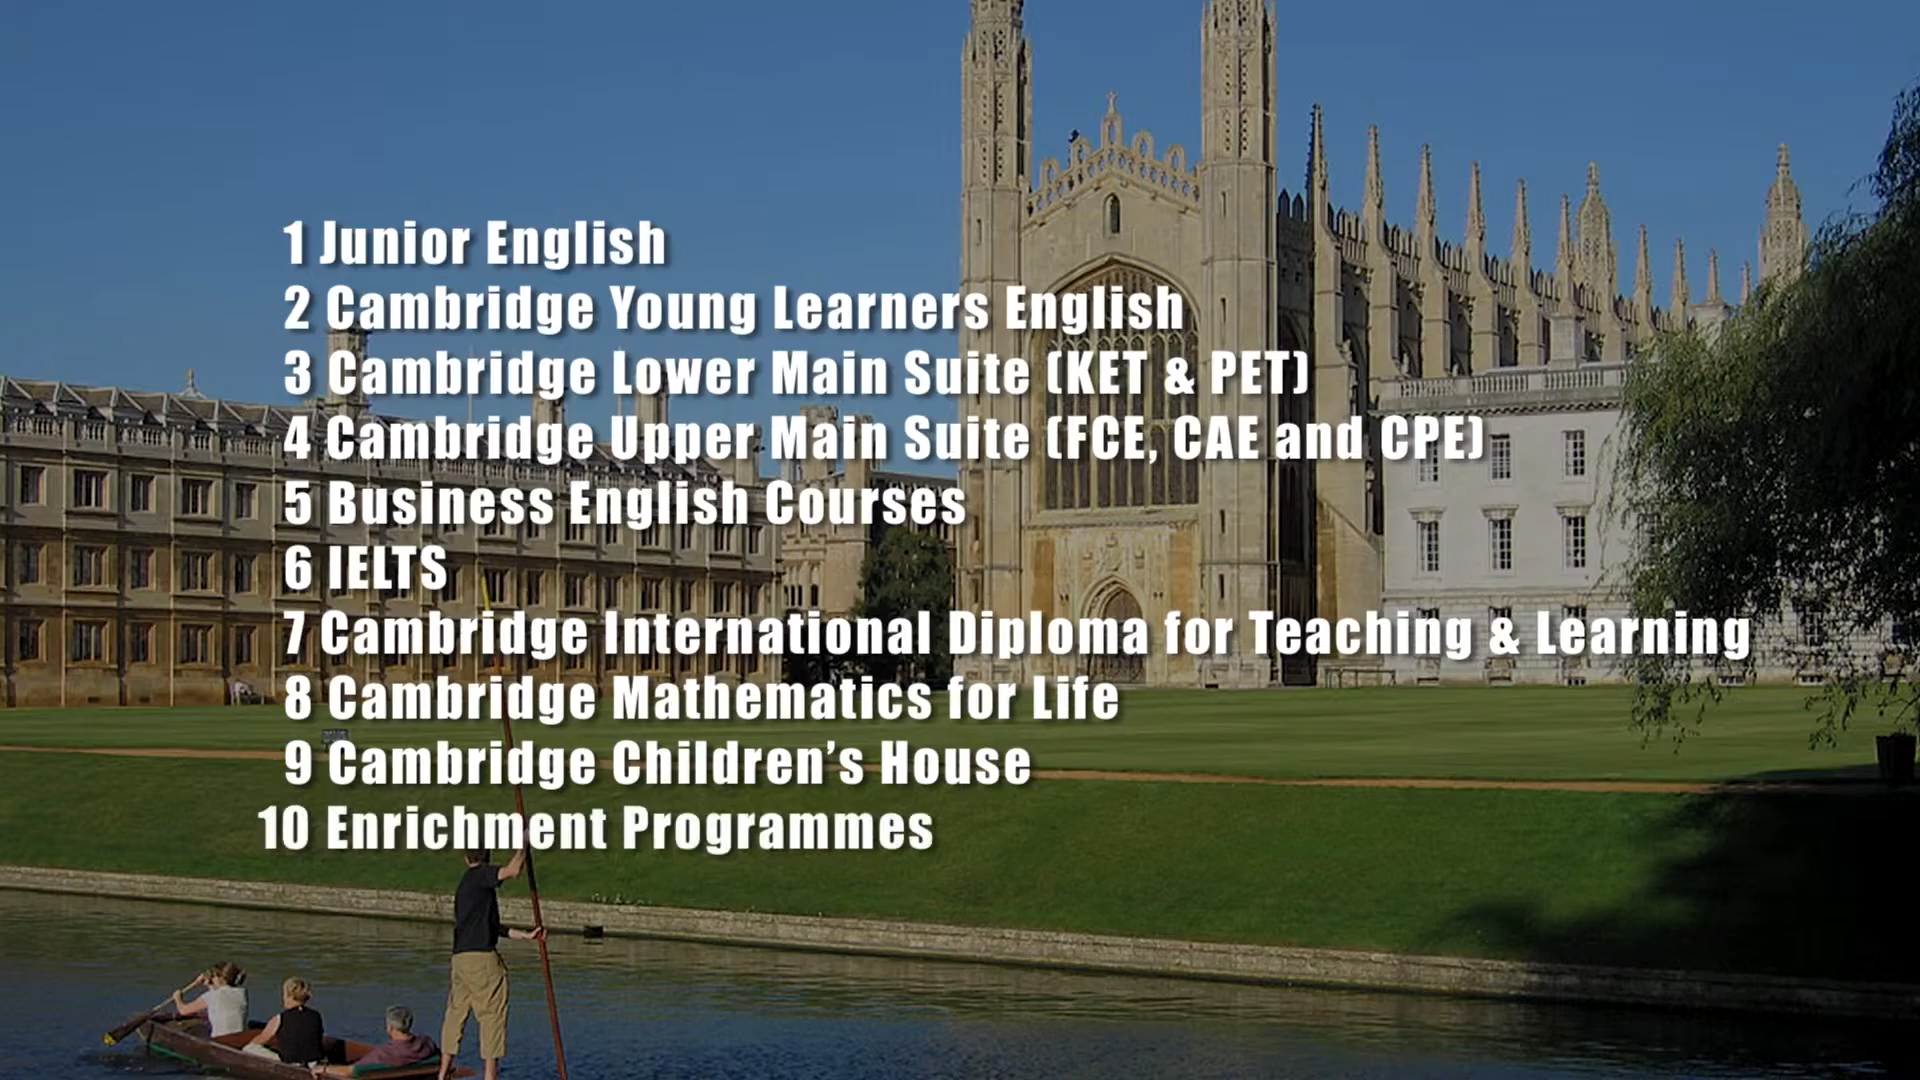 1 Junior English
2 Cambridge Young Learners English
3 Cambridge Lower Main Suite (KET & PET)
4 Cambridge Upper Main Suite (FCE, CAE and CPE)
5 Business English Courses
6 IELTS
7 Cambridge International Diploma for Teaching & Learning
8 Cambridge Mathematics for Life
9 Cambridge Children’s House
10 Enrichment Programmes